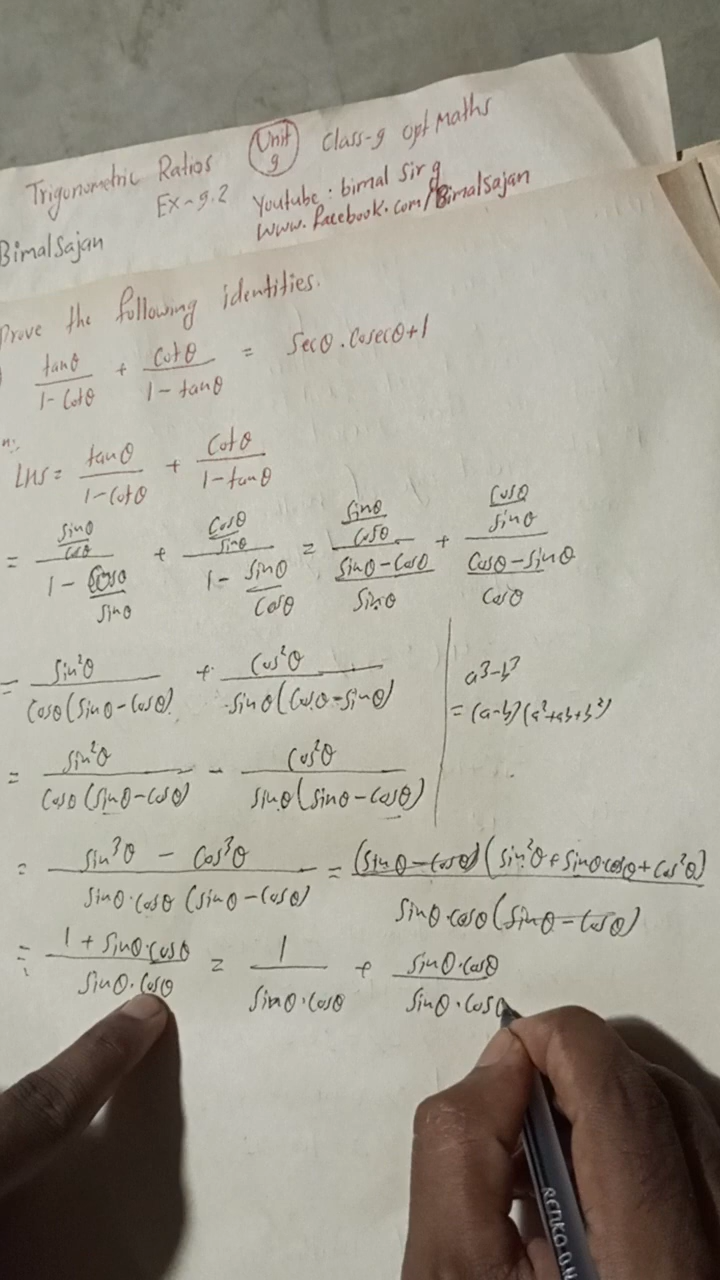 Trigonometric Ratios Unit 9 Class-9 opt Maths
Ex-9.2 Youtube: bimal Sir g
BimalSajan www.facebook.com/BimalSajan
Prove the following identities.
tanθ/(1-Cotθ) + Cotθ/(1-tanθ) = Secθ.Cosecθ+1
LHS = tanθ/(1-Cotθ) + Cotθ/(1-tanθ)
= (Sinθ/Cosθ)/(1-Cosθ/Sinθ) + (Cosθ/Sinθ)/(1-Sinθ/Cosθ) = (Sinθ/Cosθ)/((Sinθ-Cosθ)/Sinθ) + (Cosθ/Sinθ)/((Cosθ-Sinθ)/Cosθ)
= Sin²θ/(Cosθ(Sinθ-Cosθ)) + Cos²θ/(Sinθ(Cosθ-Sinθ))
a³-b³
= (a-b)(a²+ab+b²)
= Sin²θ/(Cosθ(Sinθ-Cosθ)) - Cos²θ/(Sinθ(Sinθ-Cosθ))
= (Sin³θ - Cos³θ)/(Sinθ.Cosθ(Sinθ-Cosθ)) = (Sinθ-Cosθ)(Sin²θ+Sinθ.Cosθ+Cos²θ)/(Sinθ.Cosθ(Sinθ-Cosθ))
= (1+Sinθ.Cosθ)/(Sinθ.Cosθ) = 1/(Sinθ.Cosθ) + (Sinθ.Cosθ)/(Sinθ.Cosθ)